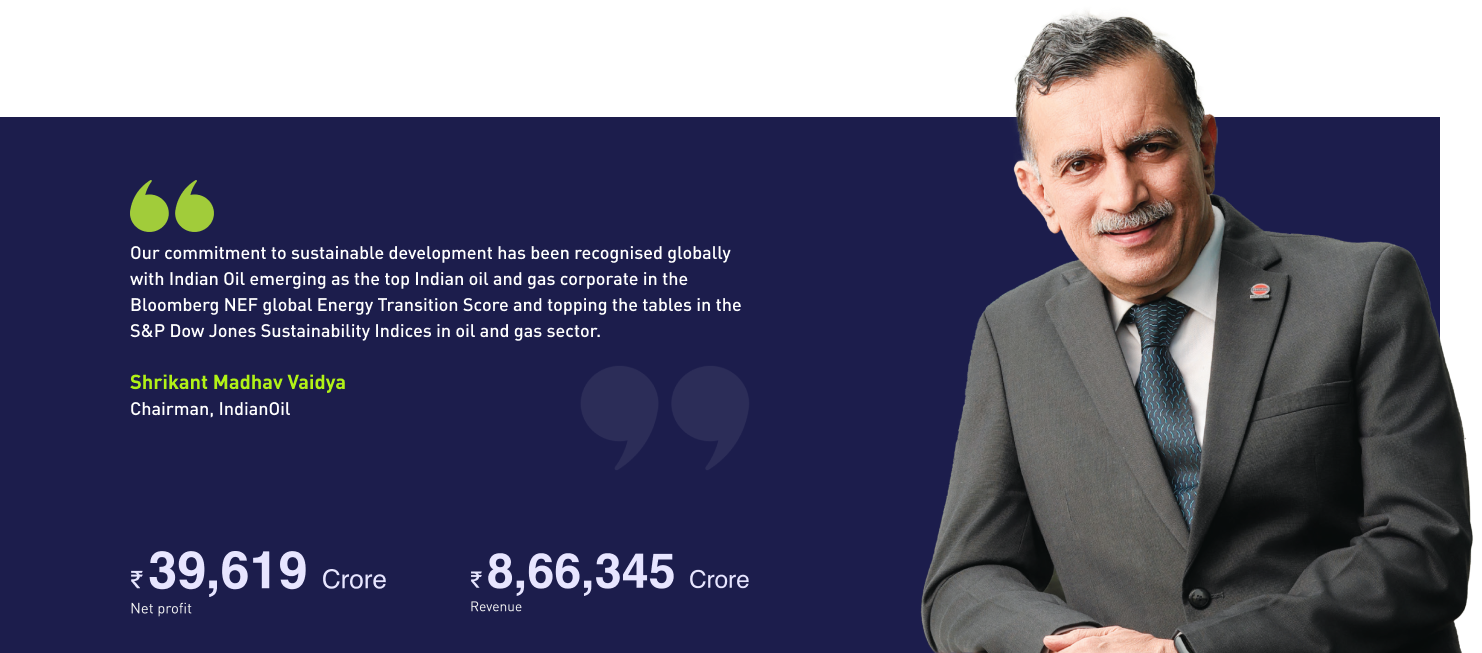 Our commitment to sustainable development has been recognised globally
with Indian Oil emerging as the top Indian oil and gas corporate in the
Bloomberg NEF global Energy Transition Score and topping the tables in the
S&P Dow Jones Sustainability Indices in oil and gas sector.
Shrikant Madhav Vaidya
Chairman, IndianOil
₹39,619 Crore
Net profit
₹8,66,345 Crore
Revenue